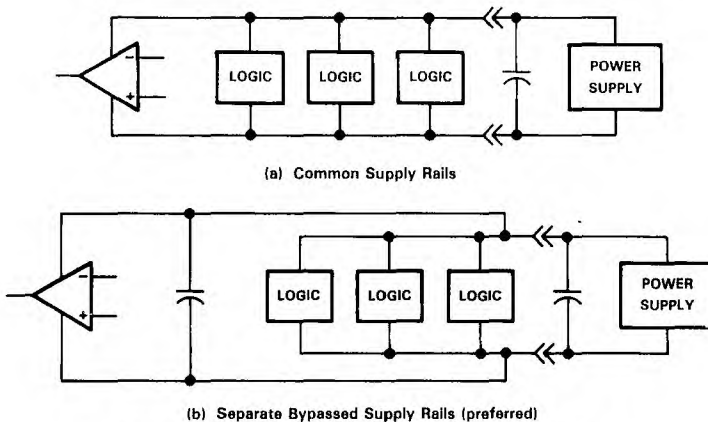 LOGIC LOGIC LOGIC POWER
SUPPLY
(a) Common Supply Rails
LOGIC LOGIC LOGIC POWER
SUPPLY
(b) Separate Bypassed Supply Rails (preferred)